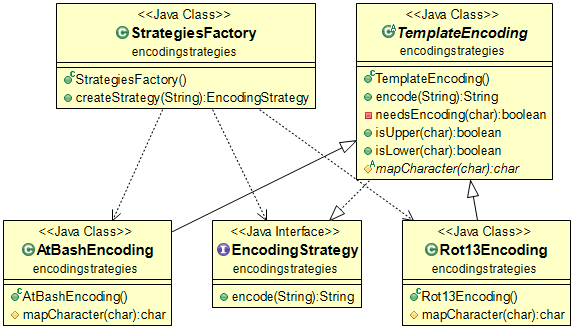 <<Java Class>>
StrategiesFactory
encodingstrategies
StrategiesFactory()
createStrategy(String):EncodingStrategy
<<Java Class>>
TemplateEncoding
encodingstrategies
TemplateEncoding()
encode(String):String
needsEncoding(char):boolean
isUpper(char):boolean
isLower(char):boolean
mapCharacter(char):char
<<Java Class>>
AtBashEncoding
encodingstrategies
AtBashEncoding()
mapCharacter(char):char
<<Java Interface>>
EncodingStrategy
encodingstrategies
encode(String):String
<<Java Class>>
Rot13Encoding
encodingstrategies
Rot13Encoding()
mapCharacter(char):char